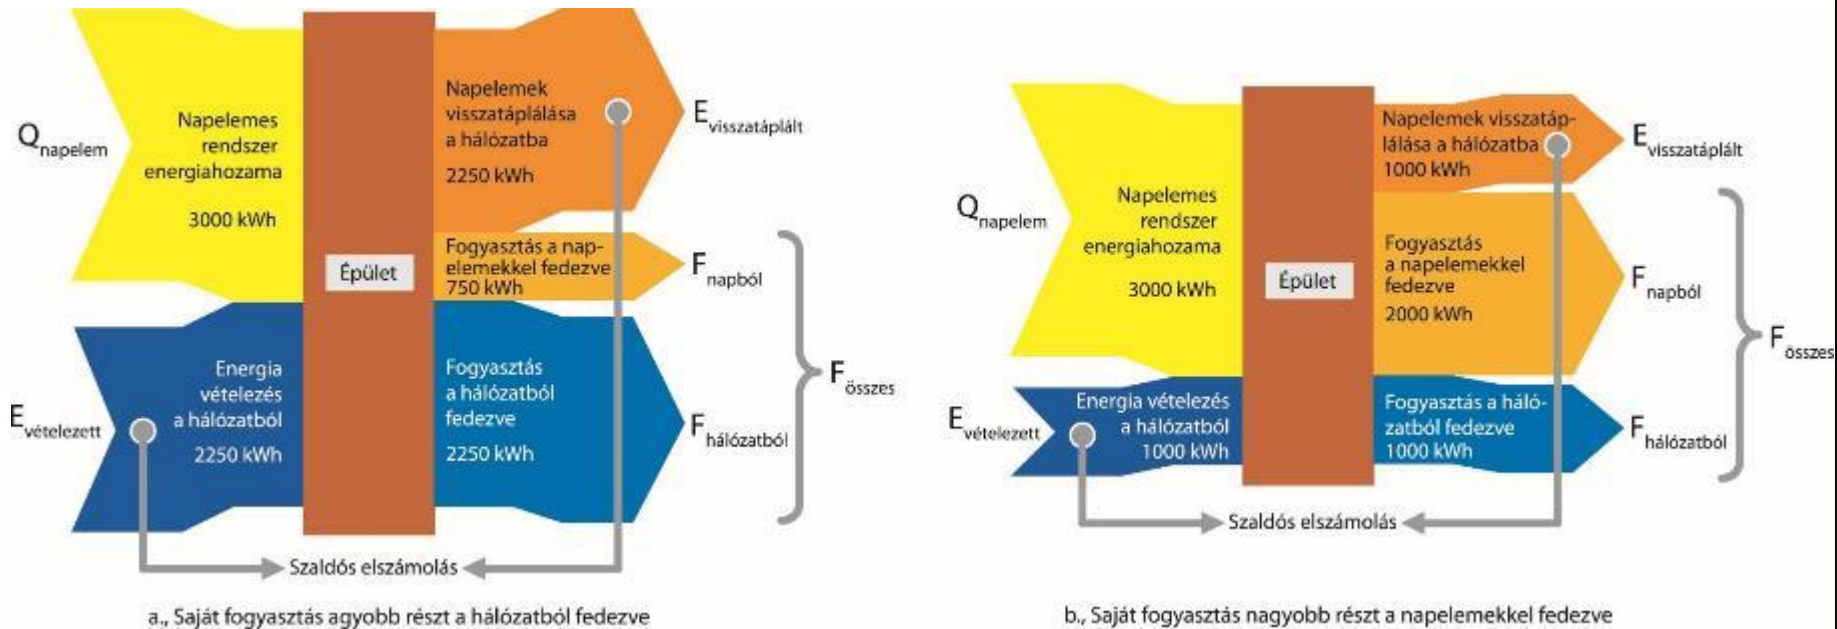 Q napelem
Napelemes
rendszer
energiahozama
3000 kWh
E vételezett
Energia
vételezés
a hálózatból
2250 kWh
Épület
Napelemek
visszatáplálása
a hálózatba
2250 kWh
E visszatáplált
Fogyasztás a nap-
elemekkel fedezve
750 kWh
F napból
Fogyasztás
a hálózatból
fedezve
2250 kWh
F hálózatból
F összes
Szaldós elszámolás
a., Saját fogyasztás agyobb részt a hálózatból fedezve
Q napelem
Napelemes
rendszer
energiahozama
3000 kWh
E vételezett
Energia vételezés
a hálózatból
1000 kWh
Épület
Napelemek visszatáp-
lálása a hálózatba
1000 kWh
E visszatáplált
Fogyasztás
a napelemekkel
fedezve
2000 kWh
F napból
Fogyasztás a háló-
zatból fedezve
1000 kWh
F hálózatból
F összes
Szaldós elszámolás
b., Saját fogyasztás nagyobb részt a napelemekkel fedezve